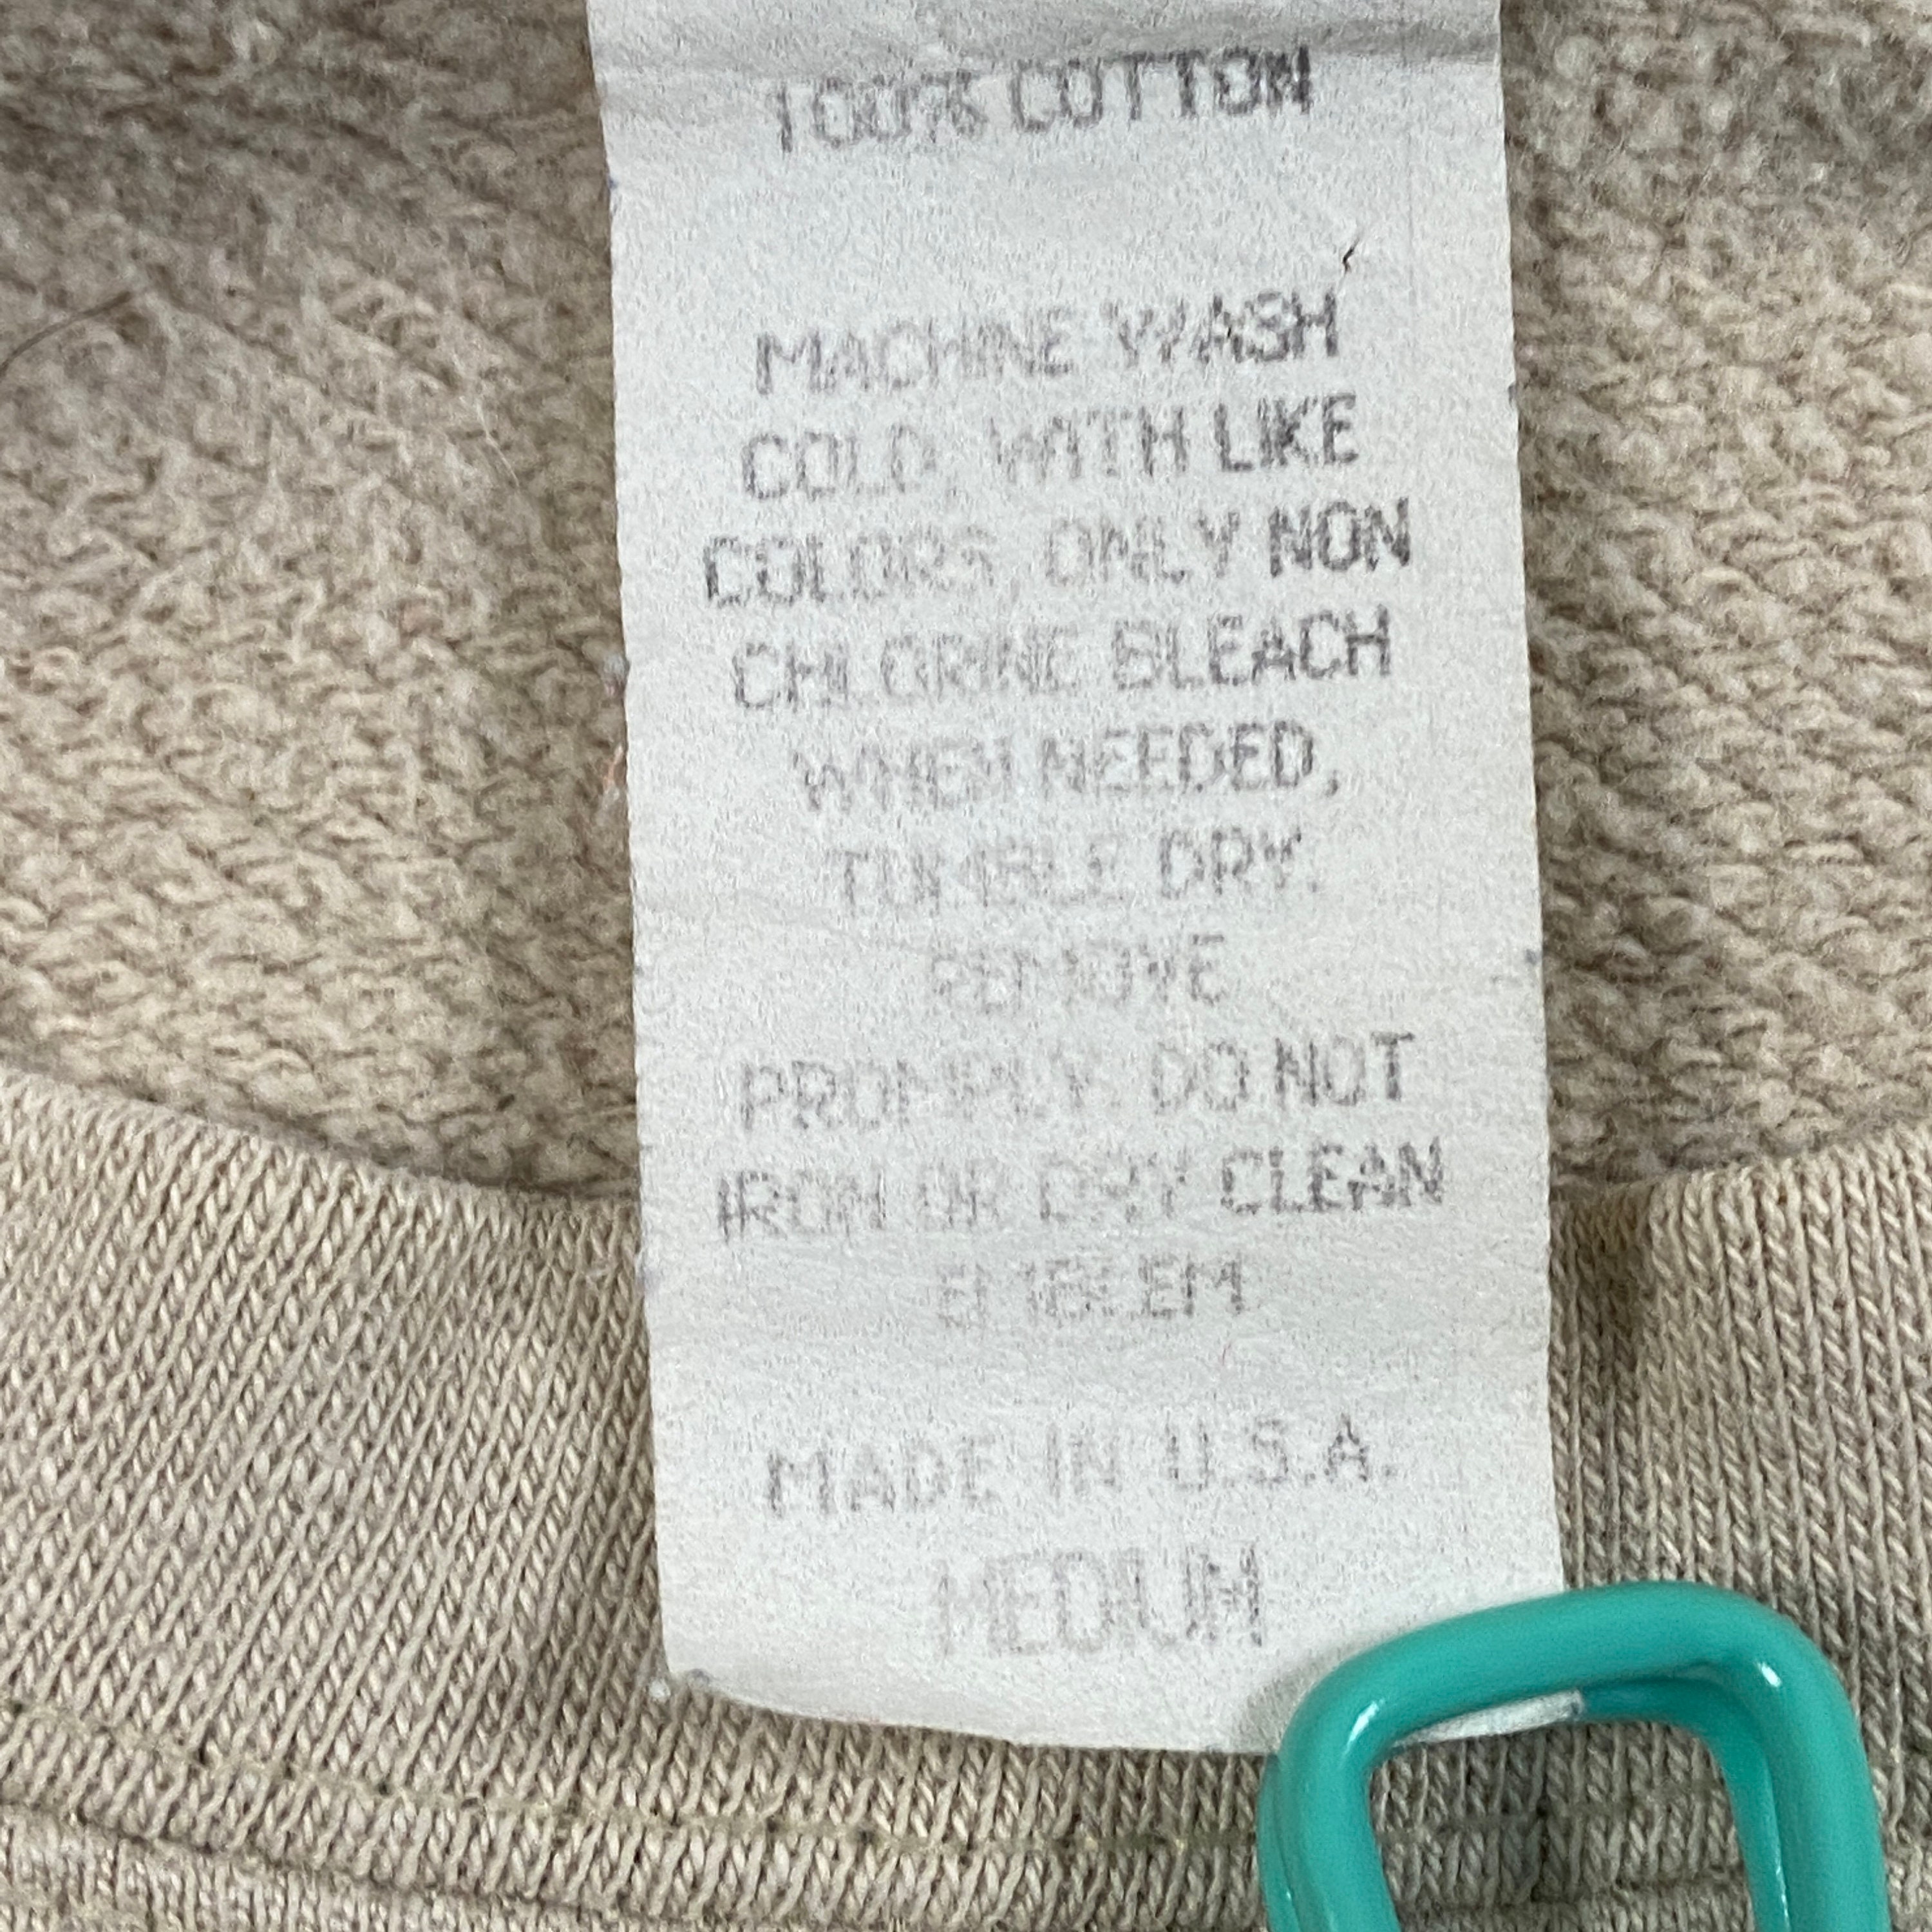 100% COTTON
MACHINE WASH
COLD, WITH LIKE
COLORS, ONLY NON
CHLORINE BLEACH
WHEN NEEDED,
TUMBLE DRY.
REMOVE
PROMPLY. DO NOT
IRON OR DRY CLEAN
EMBLEM
MADE IN U.S.A.
MEDIUM